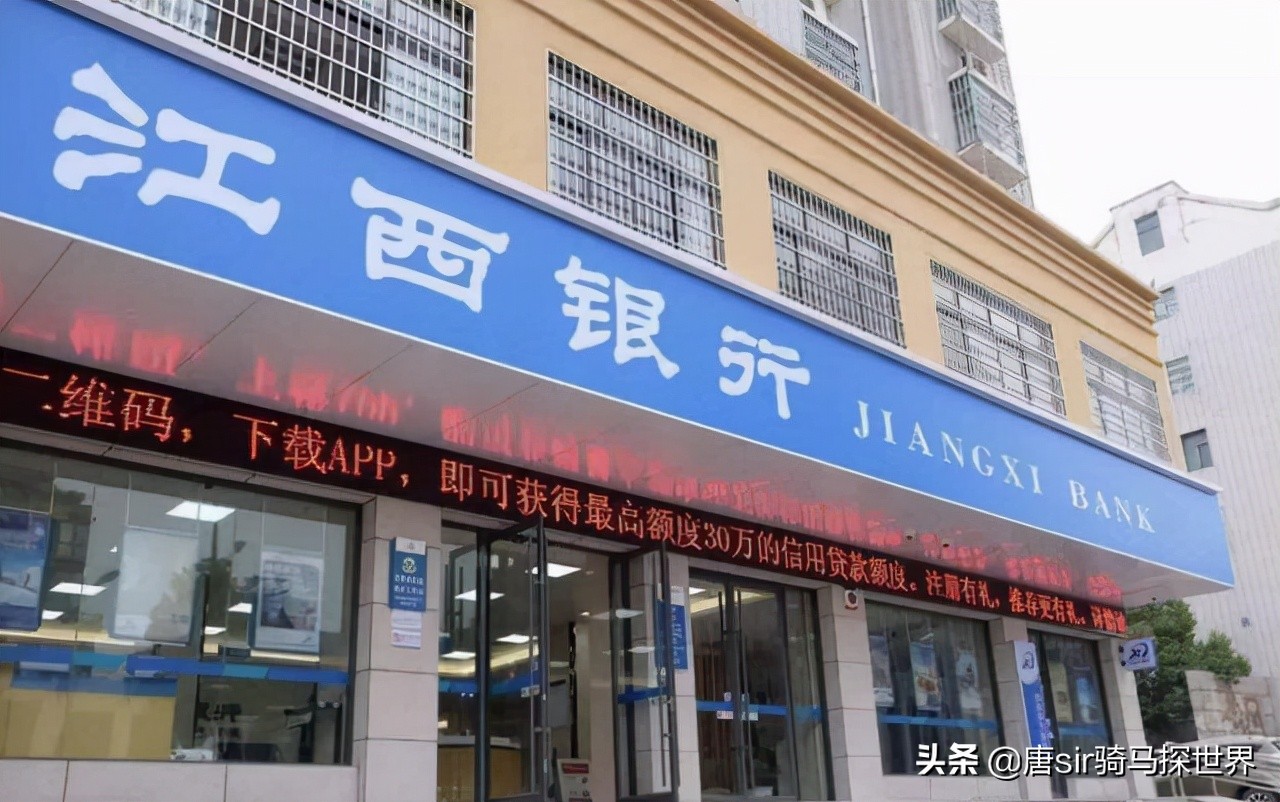 江西银行 JIANGXI BANK
二维码，下载APP，即可获得最高额度30万的信用贷款额度。注册有礼，推荐更有礼。详情
头条 @唐sir骑马探世界